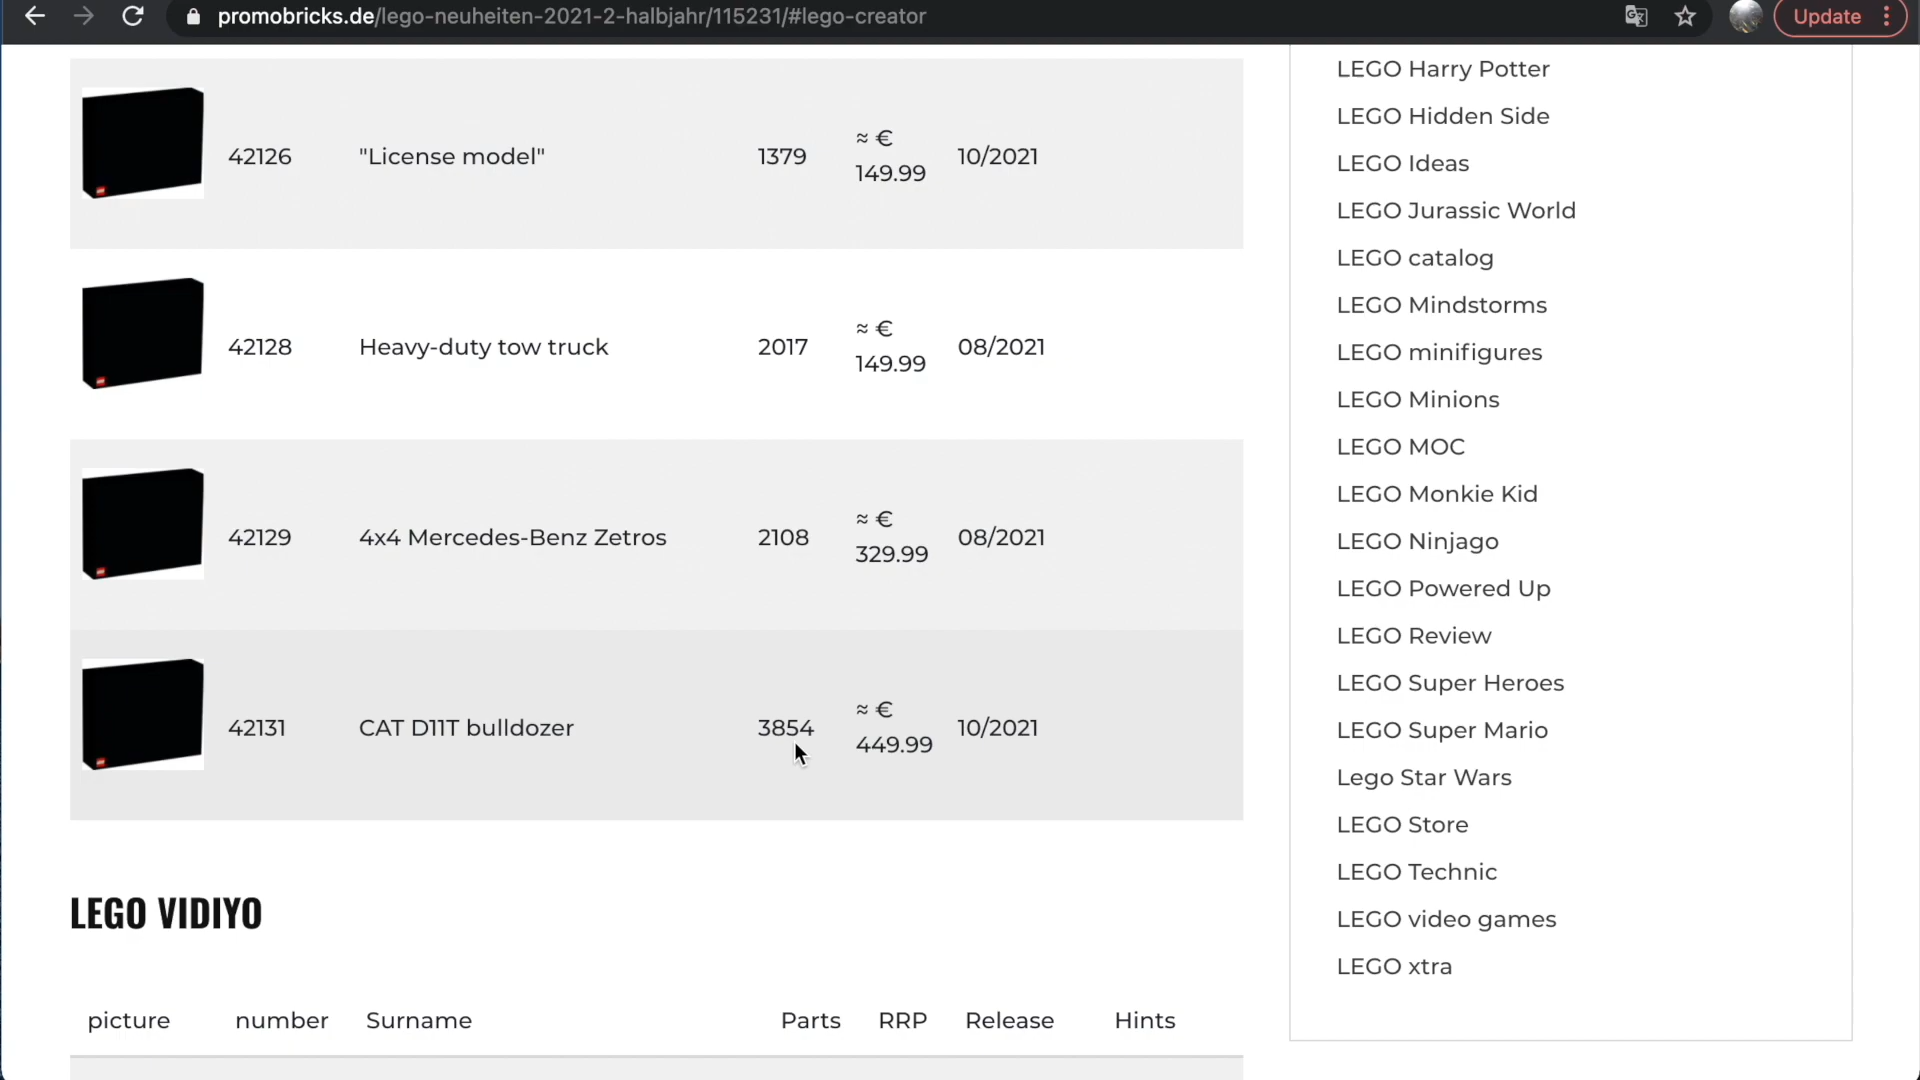 promobricks.de/lego-neuheiten-2021-2-halbjahr/115231/#lego-creator
Update
42126 "License model" 1379 ≈ € 10/2021
149.99
42128 Heavy-duty tow truck 2017 ≈ € 08/2021
149.99
42129 4x4 Mercedes-Benz Zetros 2108 ≈ € 08/2021
329.99
42131 CAT D11T bulldozer 3854 ≈ € 10/2021
449.99
LEGO VIDIYO
picture number Surname Parts RRP Release Hints
LEGO Harry Potter
LEGO Hidden Side
LEGO Ideas
LEGO Jurassic World
LEGO catalog
LEGO Mindstorms
LEGO minifigures
LEGO Minions
LEGO MOC
LEGO Monkie Kid
LEGO Ninjago
LEGO Powered Up
LEGO Review
LEGO Super Heroes
LEGO Super Mario
Lego Star Wars
LEGO Store
LEGO Technic
LEGO video games
LEGO xtra